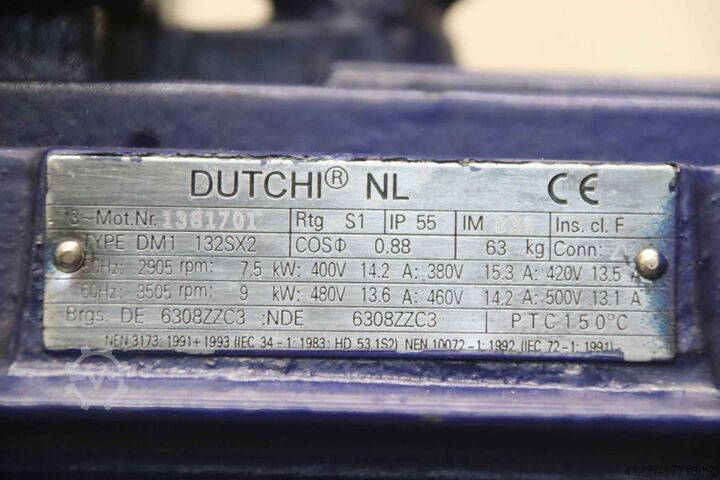 DUTCHI® NL CE
3~Mot.Nr. 1381701 Rtg S1 IP 55 IM Ins. cl. F
TYPE DM1 132SX2 COSΦ 0.88 63 kg Conn: △
50Hz: 2905 rpm: 7.5 kW: 400V 14.2 A: 380V 15.3 A: 420V 13.5 A
60Hz: 3505 rpm: 9 kW: 480V 13.6 A: 460V 14.2 A: 500V 13.1 A
Brgs. DE 6308ZZC3 :NDE 6308ZZC3 PTC150°C
NEN 3173: 1991+1993 (IEC 34-1: 1983: HD 53 1S2) NEN 10072-1: 1992 (IEC 72-1: 1991)